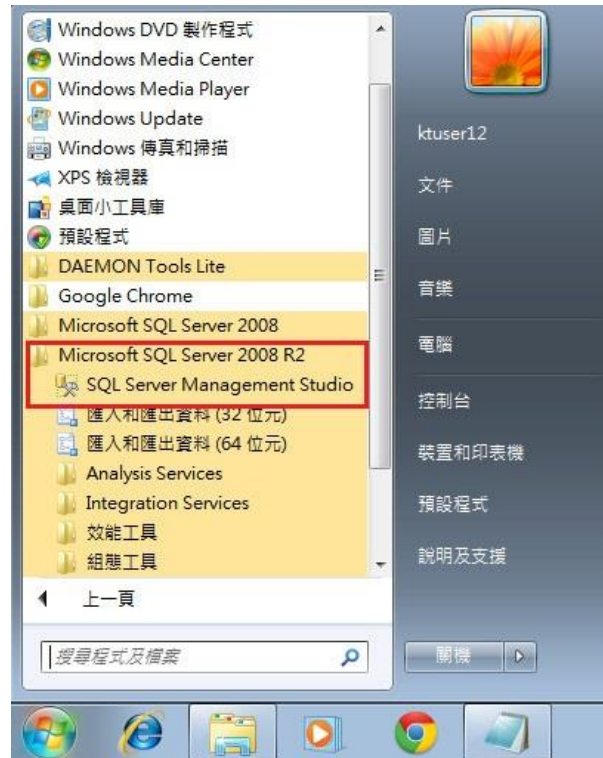 Windows DVD 製作程式
Windows Media Center
Windows Media Player
Windows Update
Windows 傳真和掃描
XPS 檢視器
桌面小工具庫
預設程式
DAEMON Tools Lite
Google Chrome
Microsoft SQL Server 2008
Microsoft SQL Server 2008 R2
SQL Server Management Studio
匯入和匯出資料 (32 位元)
匯入和匯出資料 (64 位元)
Analysis Services
Integration Services
效能工具
組態工具
上一頁
搜尋程式及檔案
ktuser12
文件
圖片
音樂
電腦
控制台
裝置和印表機
預設程式
說明及支援
關機